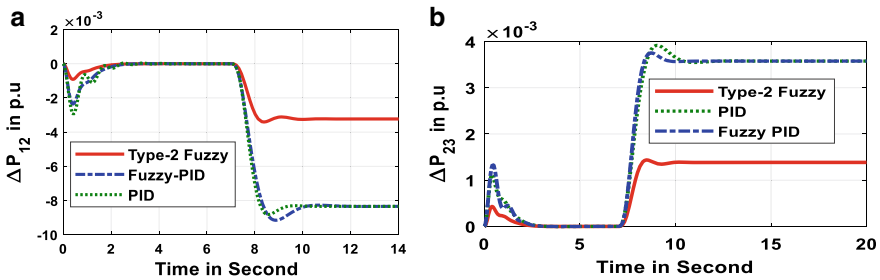 a
×10⁻³
2
0
-2
-4
-6
-8
-10
0 2 4 6 8 10 12 14
ΔP₁₂ in p.u
Time in Second
Type-2 Fuzzy
Fuzzy-PID
PID
b
×10⁻³
4
3
2
1
0
0 5 10 15 20
ΔP₂₃ in p.u
Time in Second
Type-2 Fuzzy
PID
Fuzzy PID